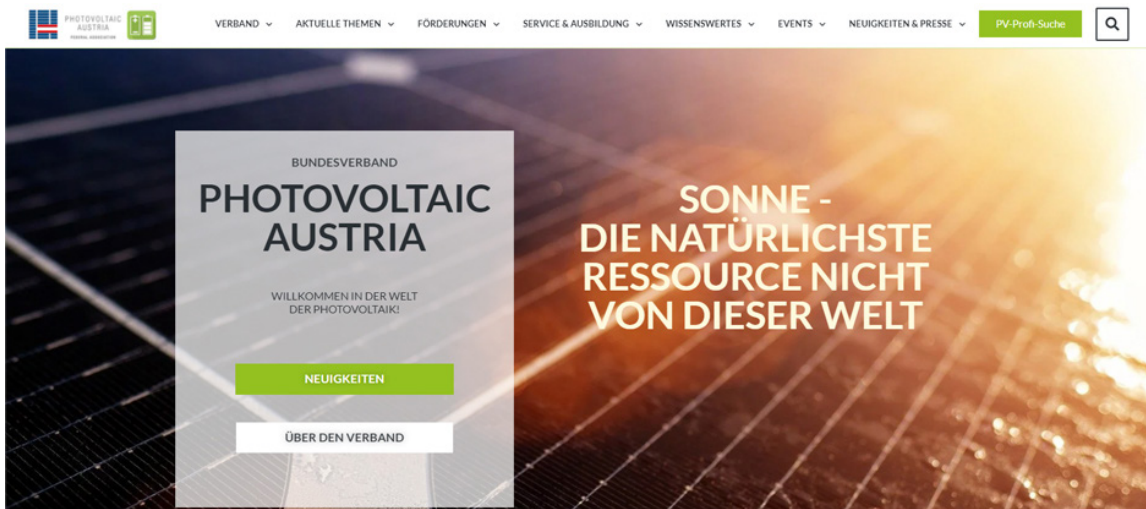 PHOTOVOLTAIC
AUSTRIA
FEDERAL ASSOCIATION
VERBAND
AKTUELLE THEMEN
FÖRDERUNGEN
SERVICE & AUSBILDUNG
WISSENSWERTES
EVENTS
NEUIGKEITEN & PRESSE
PV-Profi-Suche
BUNDESVERBAND
PHOTOVOLTAIC
AUSTRIA
WILLKOMMEN IN DER WELT
DER PHOTOVOLTAIK!
NEUIGKEITEN
ÜBER DEN VERBAND
SONNE -
DIE NATÜRLICHSTE
RESSOURCE NICHT
VON DIESER WELT